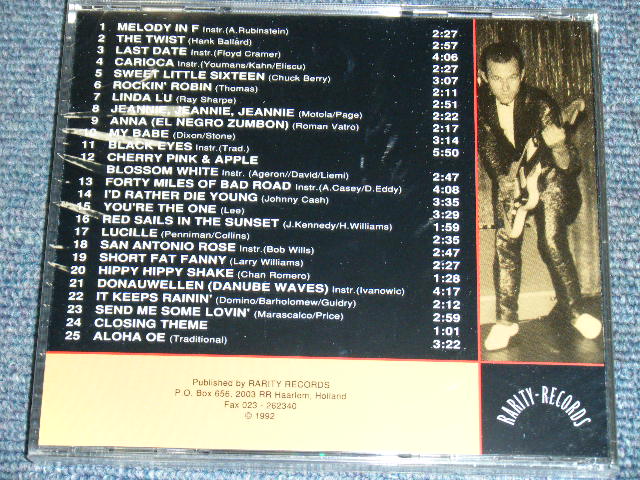 1 MELODY IN F Instr.(A.Rubinstein) 2:27
2 THE TWIST (Hank Ballard) 2:57
3 LAST DATE Instr.(Floyd Cramer) 4:06
4 CARIOCA Instr.(Youmans/Kahn/Eliscu) 2:27
5 SWEET LITTLE SIXTEEN (Chuck Berry) 3:07
6 ROCKIN' ROBIN (Thomas) 2:11
7 LINDA LU (Ray Sharpe) 2:51
8 JEANNIE, JEANNIE, JEANNIE (Motola/Page) 2:22
9 ANNA (EL NEGRO ZUMBON) (Roman Vatro) 2:17
10 MY BABE (Dixon/Stone) 3:14
11 BLACK EYES Instr.(Trad.) 5:50
12 CHERRY PINK & APPLE
BLOSSOM WHITE Instr. (Ageron//David/Liemi) 2:47
13 FORTY MILES OF BAD ROAD Instr.(A.Casey/D.Eddy) 4:08
14 I'D RATHER DIE YOUNG (Johnny Cash) 3:35
15 YOU'RE THE ONE (Lee) 3:29
16 RED SAILS IN THE SUNSET (J.Kennedy/H.Williams) 1:59
17 LUCILLE (Penniman/Collins) 2:35
18 SAN ANTONIO ROSE Instr.(Bob Wills) 2:47
19 SHORT FAT FANNY (Larry Williams) 2:27
20 HIPPY HIPPY SHAKE (Chan Romero) 1:28
21 DONAUWELLEN (DANUBE WAVES) Instr.(Ivanowic) 4:17
22 IT KEEPS RAININ' (Domino/Bartholomew/Guidry) 2:12
23 SEND ME SOME LOVIN' (Marascalco/Price) 2:59
24 CLOSING THEME 1:01
25 ALOHA OE (Traditional) 3:22
Published by RARITY RECORDS
P.O. Box 656, 2003 RR Haarlem, Holland
Fax 023 - 262340
© 1992
RARITY-RECORDS